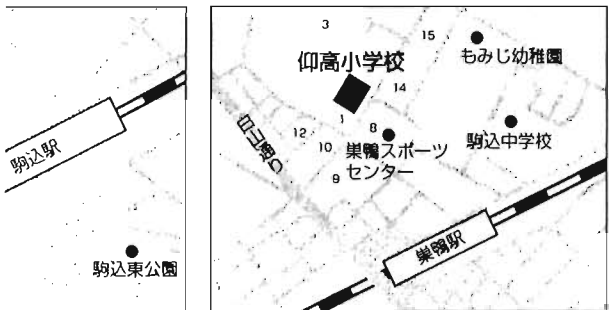 駒込駅
駒込東公園
3
15
もみじ幼稚園
仰高小学校
14
1
8
12
10
9
巣鴨スポーツ
センター
駒込中学校
白山通り
巣鴨駅